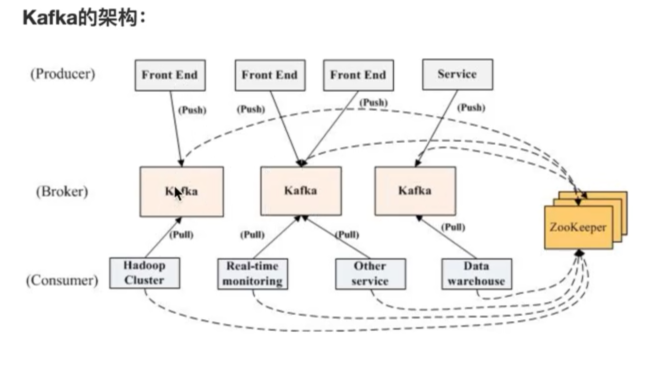 Kafka的架构：
(Producer)
Front End
Front End
Front End
Service
(Push)
(Push)
(Push)
(Push)
(Broker)
Kafka
Kafka
Kafka
ZooKeeper
(Pull)
(Pull)
(Pull)
(Pull)
(Consumer)
Hadoop
Cluster
Real-time
monitoring
Other
service
Data
warehouse